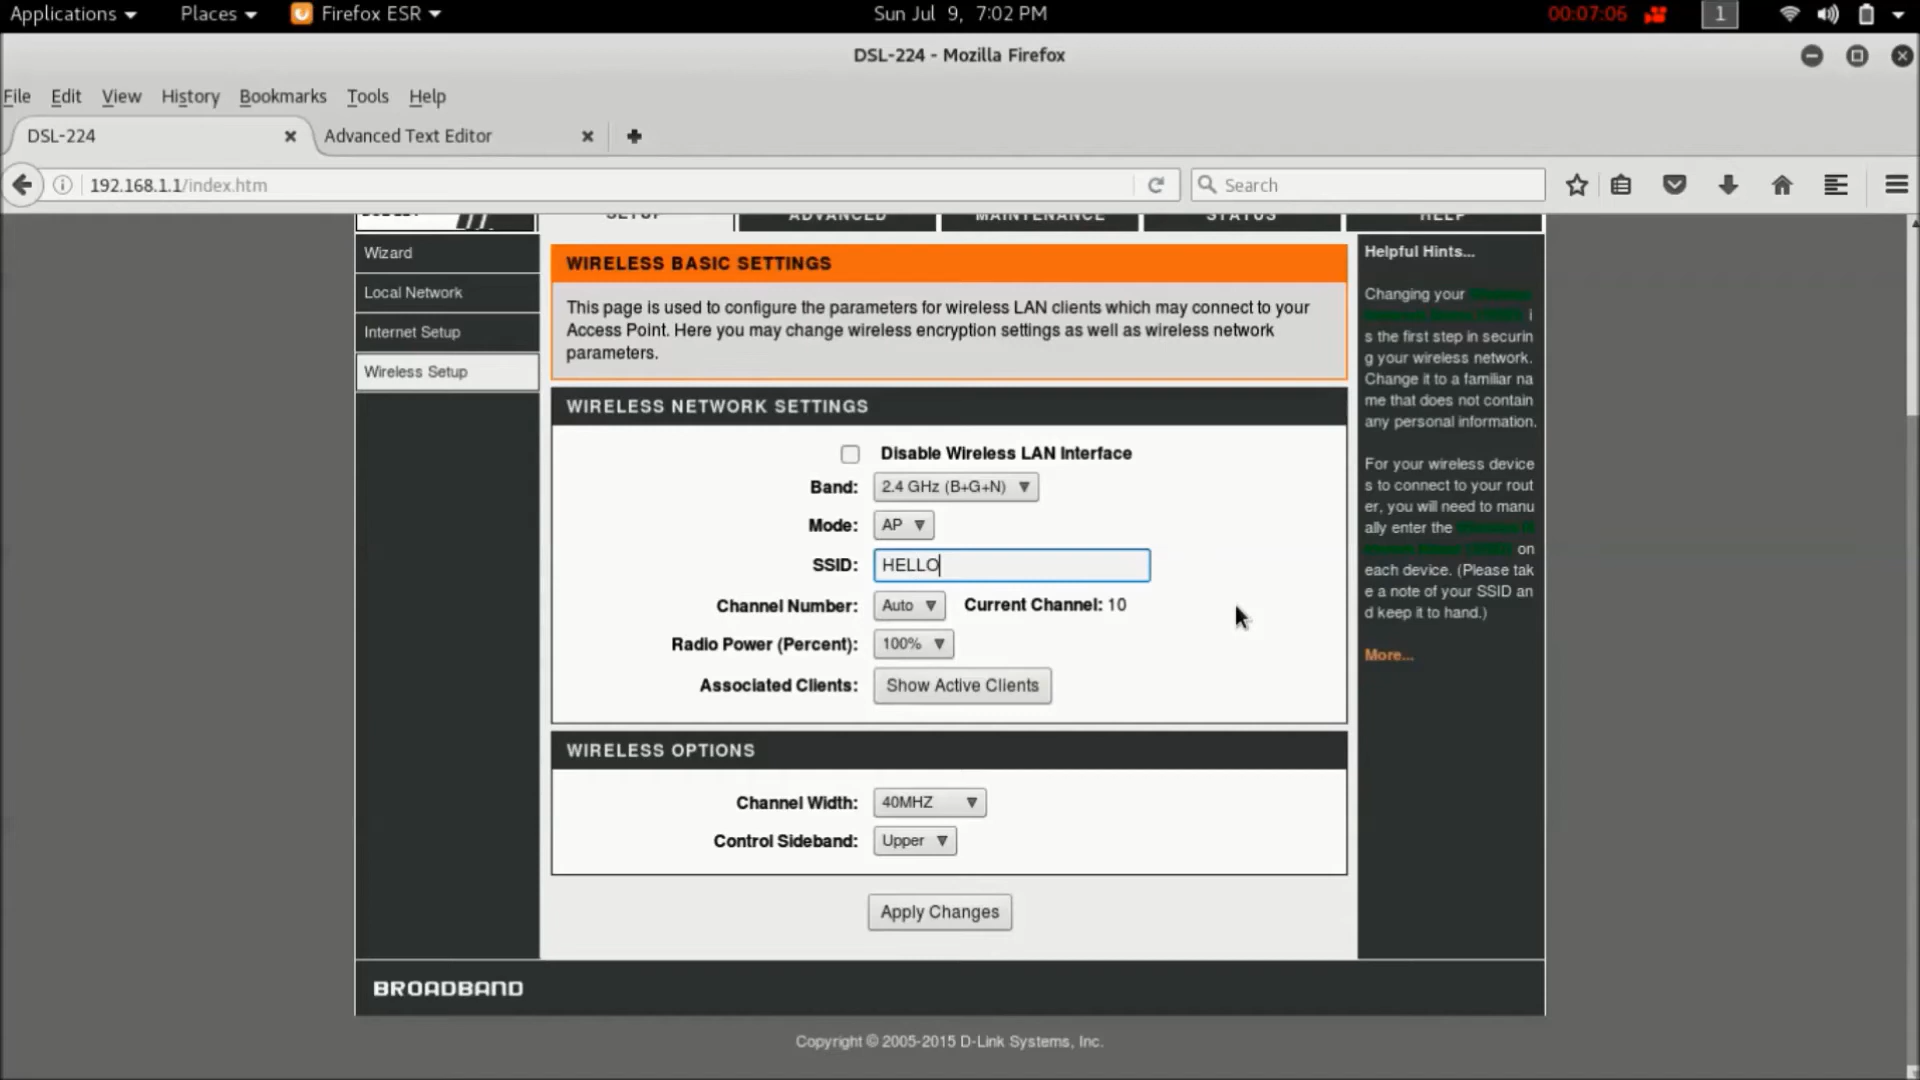 Applications Places Firefox ESR Sun Jul 9, 7:02 PM 00:07:06 1
DSL-224 - Mozilla Firefox
File Edit View History Bookmarks Tools Help
DSL-224 Advanced Text Editor
192.168.1.1/index.htm Search
SETUP ADVANCED MAINTENANCE STATUS HELP
Wizard
Local Network
Internet Setup
Wireless Setup
WIRELESS BASIC SETTINGS
This page is used to configure the parameters for wireless LAN clients which may connect to your
Access Point. Here you may change wireless encryption settings as well as wireless network
parameters.
WIRELESS NETWORK SETTINGS
Disable Wireless LAN Interface
Band: 2.4 GHz (B+G+N)
Mode: AP
SSID: HELLO
Channel Number: Auto Current Channel: 10
Radio Power (Percent): 100%
Associated Clients: Show Active Clients
WIRELESS OPTIONS
Channel Width: 40MHZ
Control Sideband: Upper
Apply Changes
Helpful Hints...
Changing your
i
s the first step in securin
g your wireless network.
Change it to a familiar na
me that does not contain
any personal information.
For your wireless device
s to connect to your rout
er, you will need to manu
ally enter the
on
each device. (Please tak
e a note of your SSID an
d keep it to hand.)
More...
BROADBAND
Copyright © 2005-2015 D-Link Systems, Inc.